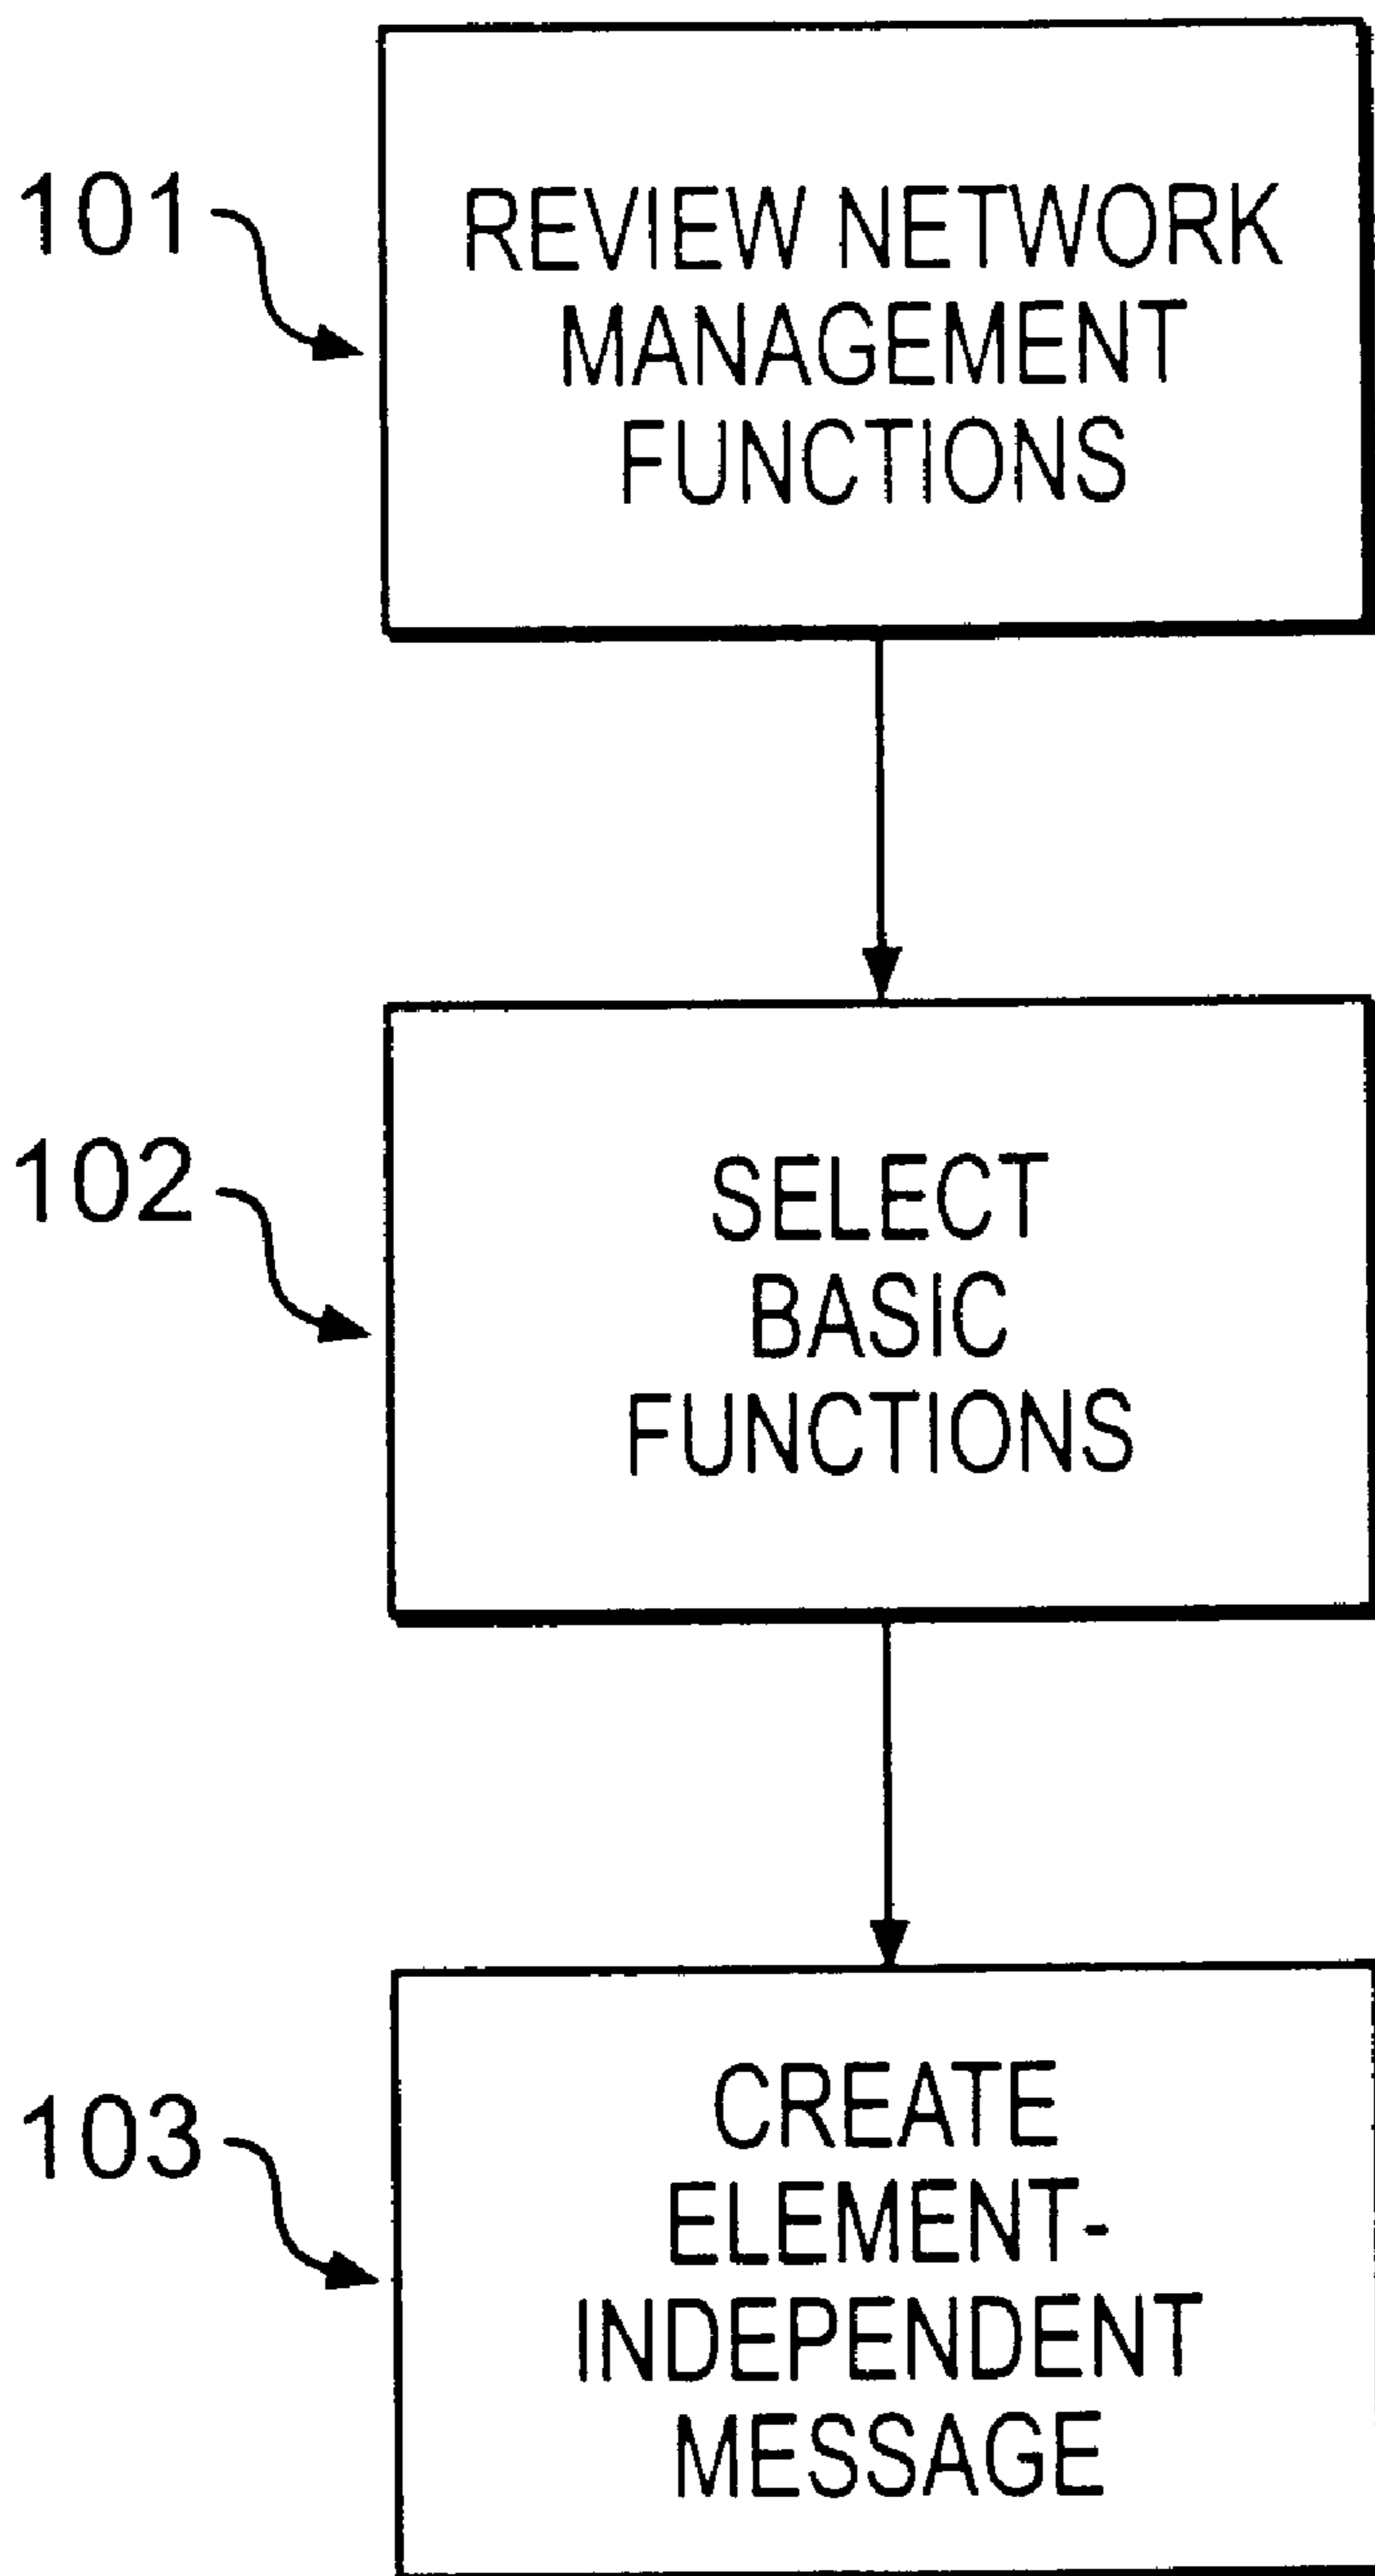 101
REVIEW NETWORK
MANAGEMENT
FUNCTIONS
102
SELECT
BASIC
FUNCTIONS
103
CREATE
ELEMENT-
INDEPENDENT
MESSAGE